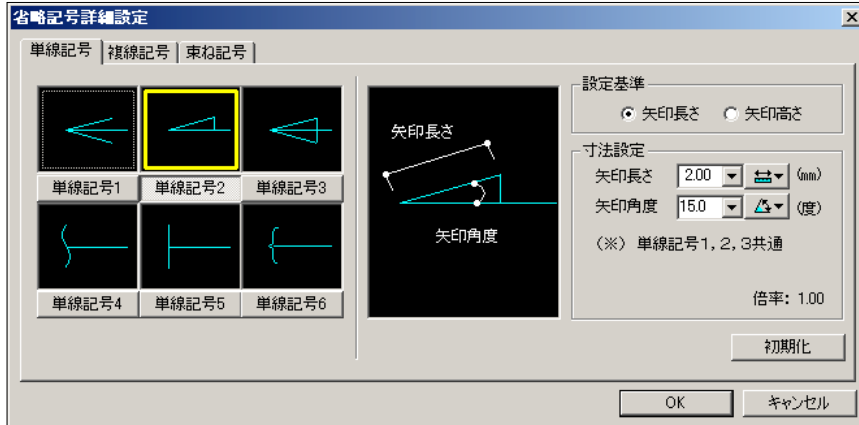 省略記号詳細設定
単線記号 複線記号 束ね記号
単線記号1 単線記号2 単線記号3
単線記号4 単線記号5 単線記号6
矢印長さ
矢印角度
設定基準
矢印長さ 矢印高さ
寸法設定
矢印長さ 2.00 (mm)
矢印角度 15.0 (度)
(※) 単線記号1, 2, 3共通
倍率: 1.00
初期化
OK キャンセル